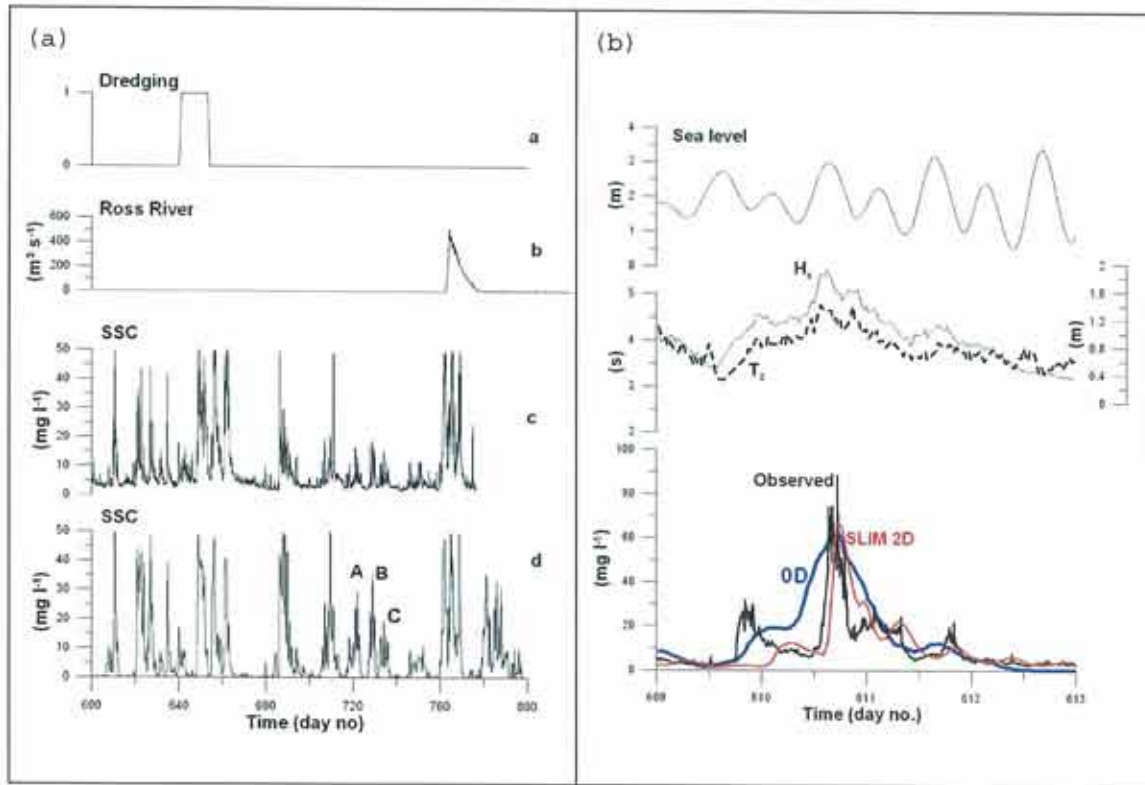 (a)
Dredging
1
0
a
Ross River
600
400
200
0
(m³ s⁻¹)
b
SSC
50
40
30
20
10
0
(mg l⁻¹)
c
SSC
50
40
30
20
10
0
(mg l⁻¹)
d
A
B
C
600 640 680 720 760 800
Time (day no)
(b)
Sea level
4
2
2
1
0
(m)
Hs
Tz
5
4
3
2
(s)
2
1.6
1.2
0.8
0.4
0
(m)
Observed
SLIM 2D
0D
100
80
60
40
20
0
(mg l⁻¹)
609 610 611 612 613
Time (day no.)